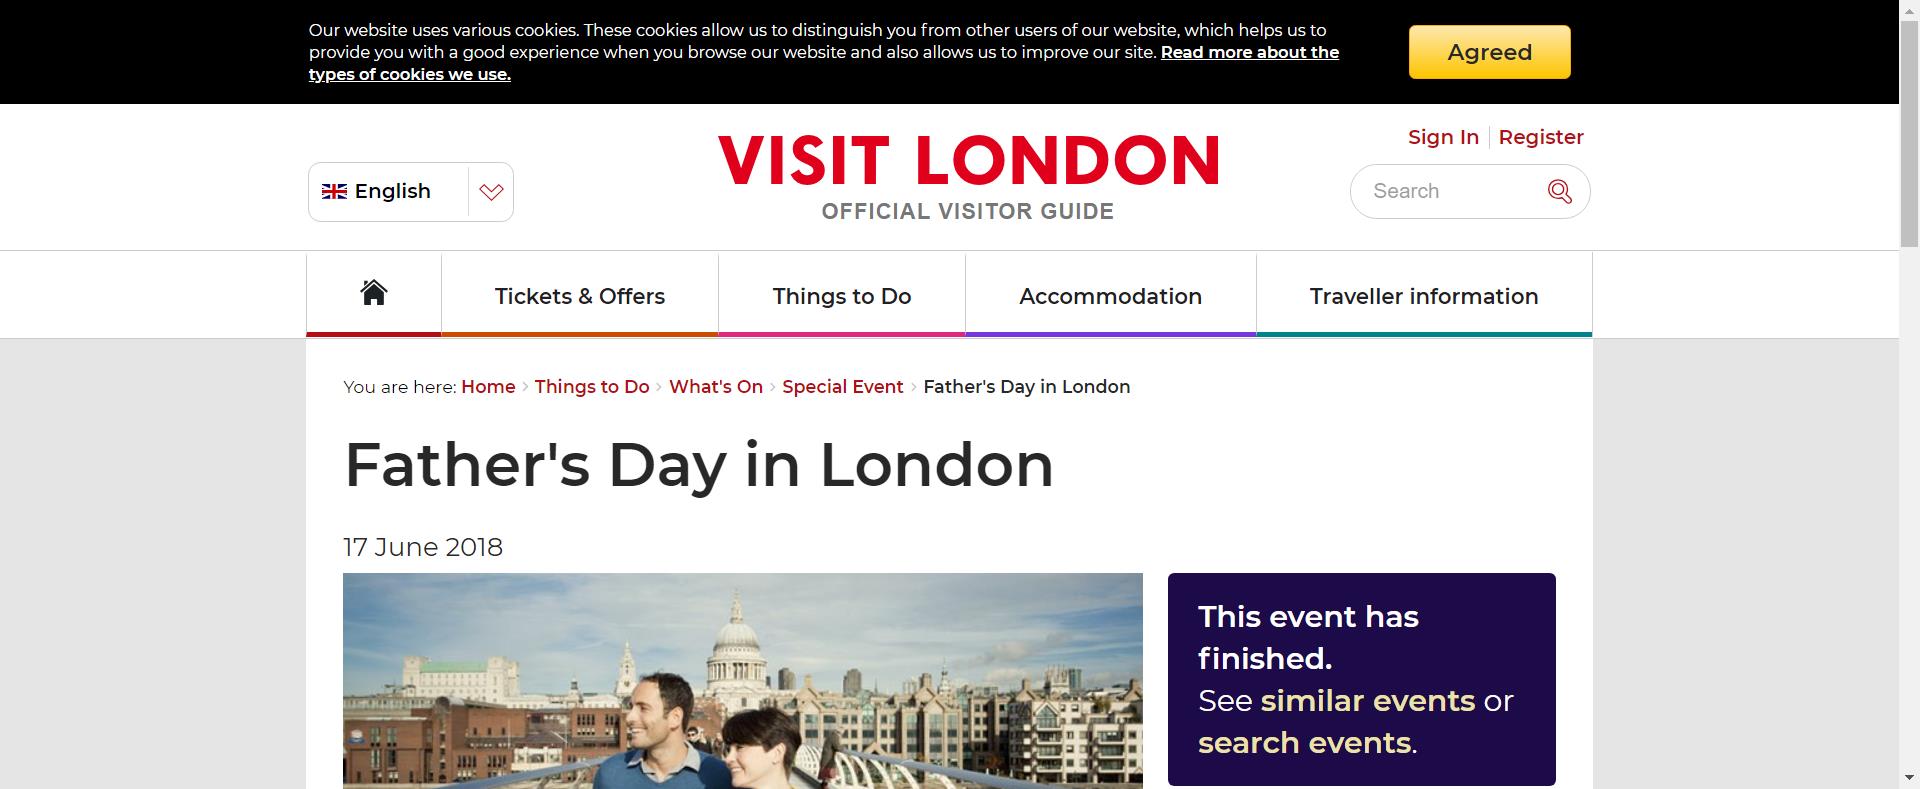 Our website uses various cookies. These cookies allow us to distinguish you from other users of our website, which helps us to
provide you with a good experience when you browse our website and also allows us to improve our site. Read more about the
types of cookies we use.
Agreed
Sign In
Register
English
VISIT LONDON
OFFICIAL VISITOR GUIDE
Search
Tickets & Offers
Things to Do
Accommodation
Traveller information
You are here: Home > Things to Do > What's On > Special Event > Father's Day in London
Father's Day in London
17 June 2018
This event has
finished.
See similar events or
search events.